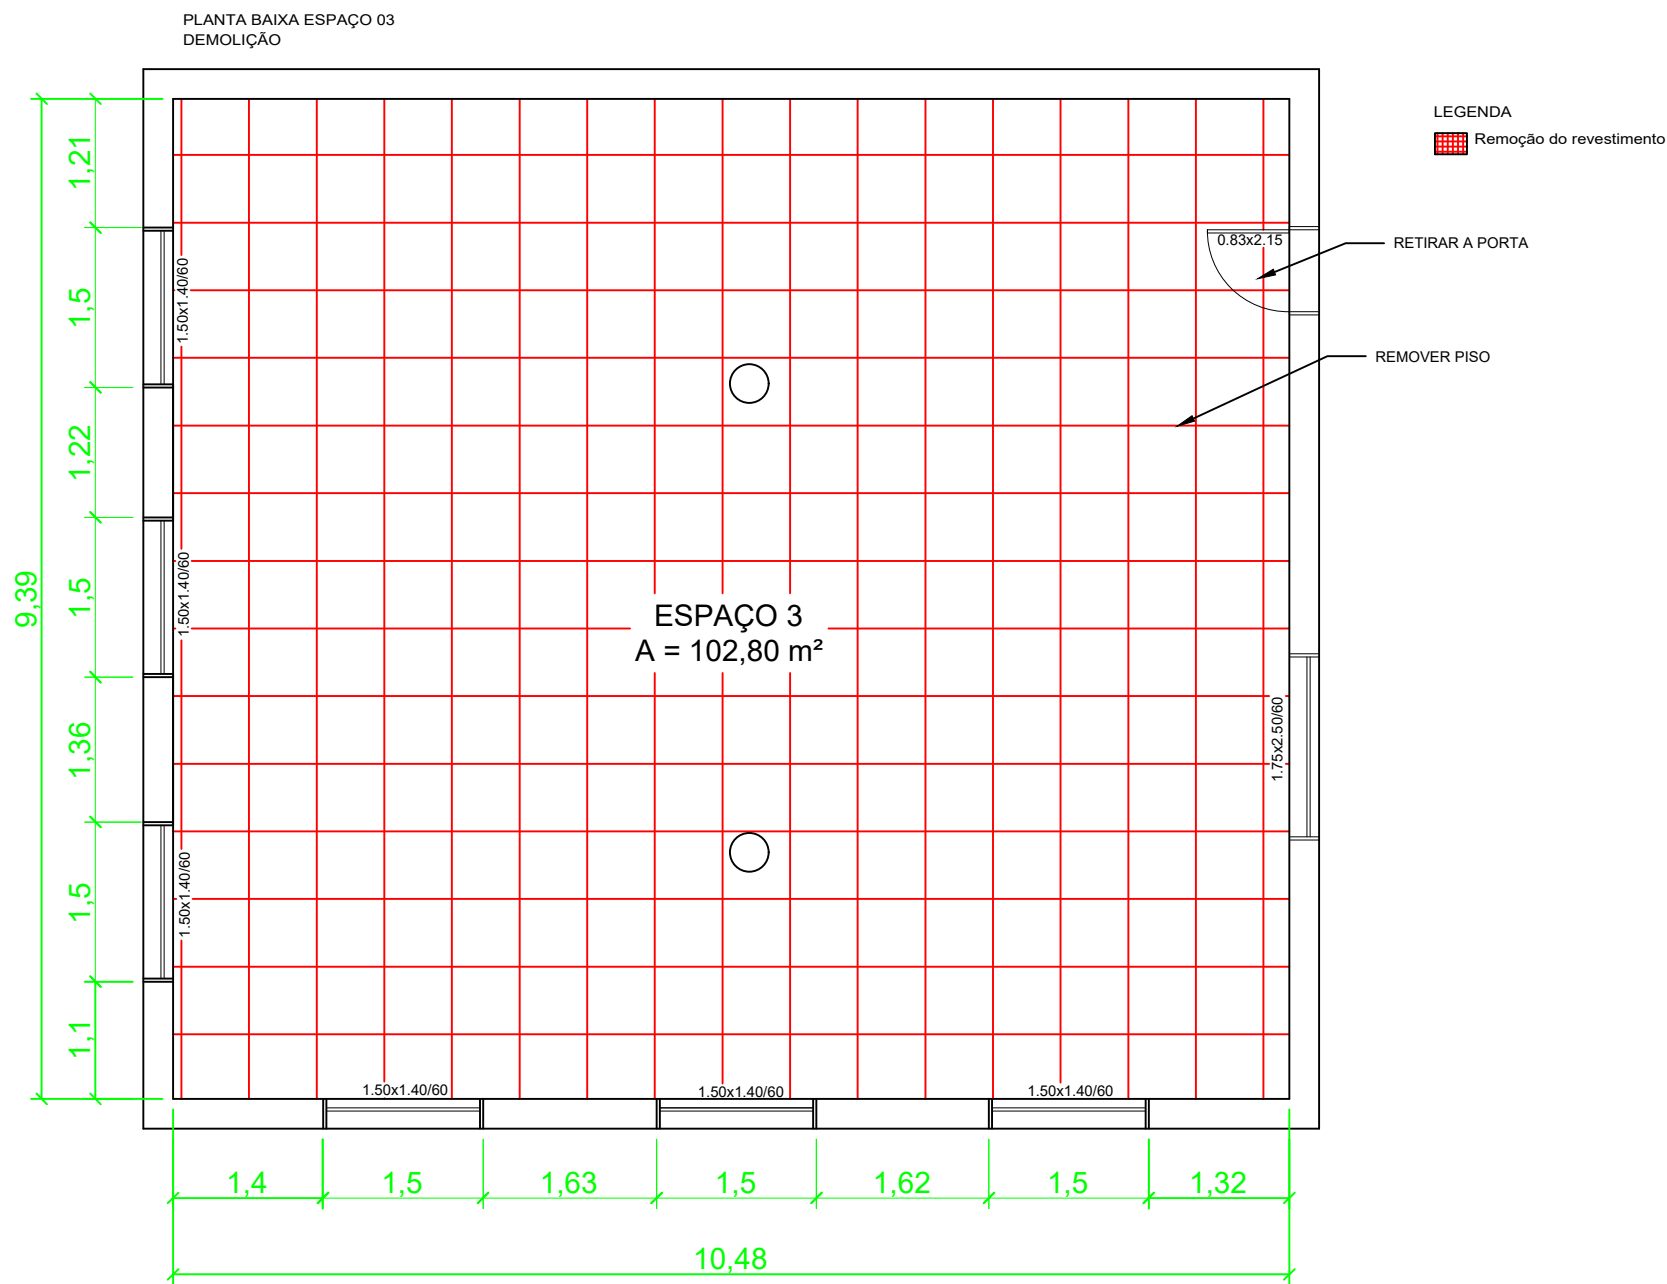 PLANTA BAIXA ESPAÇO 03
DEMOLIÇÃO
LEGENDA
Remoção do revestimento
RETIRAR A PORTA
REMOVER PISO
0.83x2.15
1,21
1,5
1,22
1,5
1,36
1,5
1,1
9,39
1.50x1.40/60
1.50x1.40/60
1.50x1.40/60
ESPAÇO 3
A = 102,80 m²
1.75x2.50/60
1.50x1.40/60
1.50x1.40/60
1.50x1.40/60
1,4
1,5
1,63
1,5
1,62
1,5
1,32
10,48